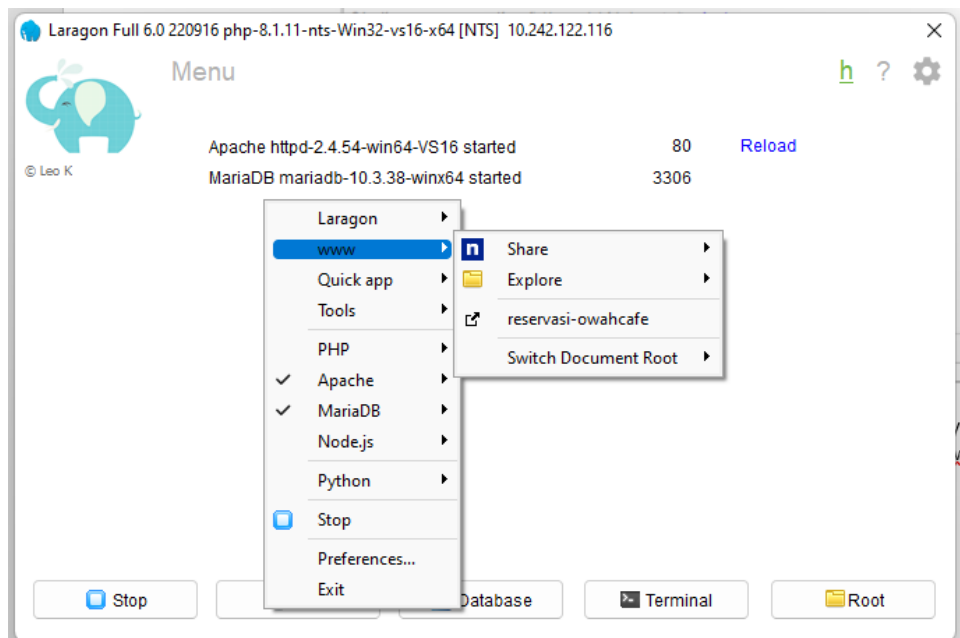 Laragon Full 6.0 220916 php-8.1.11-nts-Win32-vs16-x64 [NTS] 10.242.122.116
Menu
h ?
© Leo K
Apache httpd-2.4.54-win64-VS16 started 80 Reload
MariaDB mariadb-10.3.38-winx64 started 3306
Laragon
www
Quick app
Tools
PHP
Apache
MariaDB
Node.js
Python
Stop
Preferences...
Exit
n Share
Explore
reservasi-owahcafe
Switch Document Root
Stop
Database
Terminal
Root